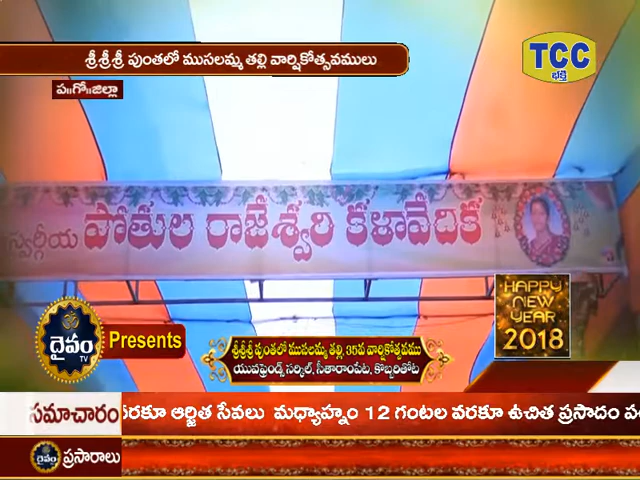 శ్రీశ్రీశ్రీ పుంతలో ముసలమ్మ తల్లి వార్షికోత్సవములు
TCC
భక్తి
ప॥గో॥జిల్లా
స్వర్గీయ పోతుల రాజేశ్వరి కళావేదిక
HAPPY
NEW
YEAR
2018
దైవం
TV
Presents
శ్రీశ్రీశ్రీ పుంతలో ముసలమ్మ తల్లి, 35వ వార్షికోత్సవము
యువఫ్రెండ్స్ సర్కిల్, సీతారాంపేట, కొబ్బరితోట
సమాచారం వరకూ ఆర్జిత సేవలు మధ్యాహ్నం 12 గంటల వరకూ ఉచిత ప్రసాదం
దైవం ప్రసారాలు